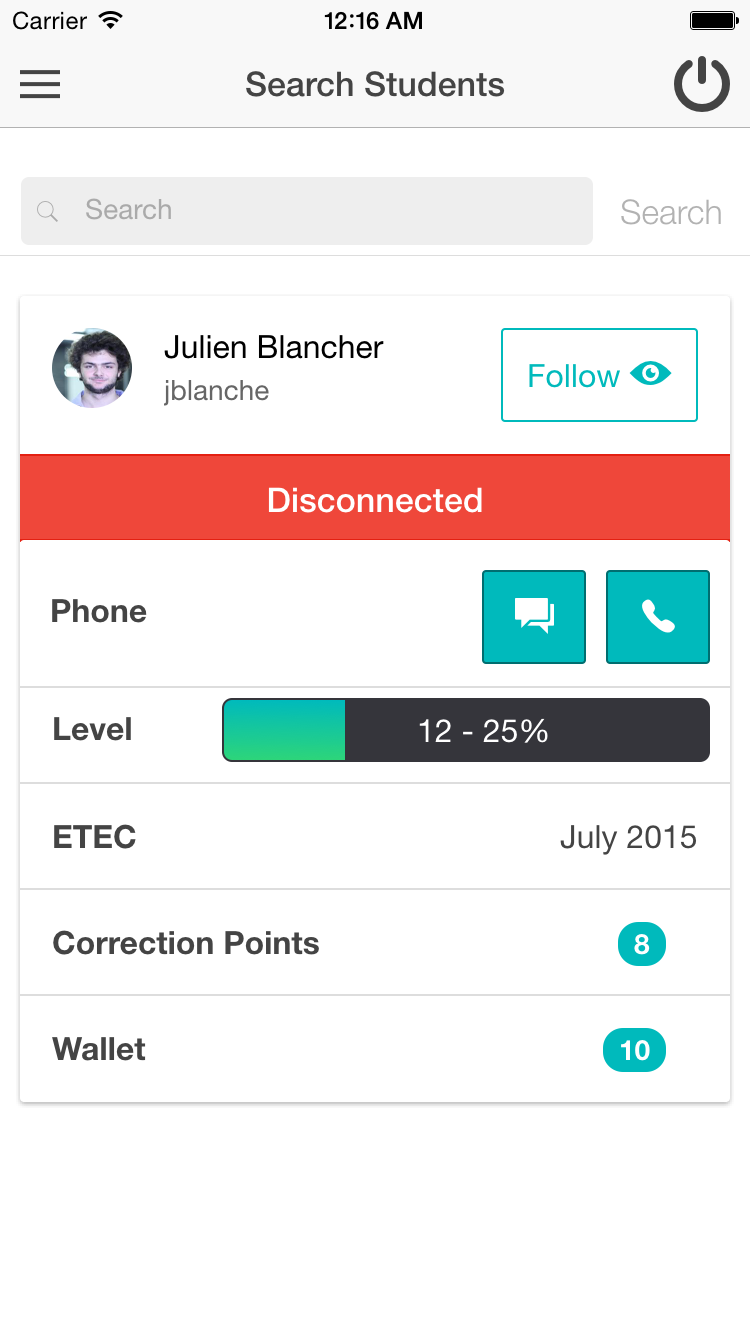 Carrier 12:16 AM
Search Students
Search Search
Julien Blancher
jblanche
Follow
Disconnected
Phone
Level 12 - 25%
ETEC July 2015
Correction Points 8
Wallet 10